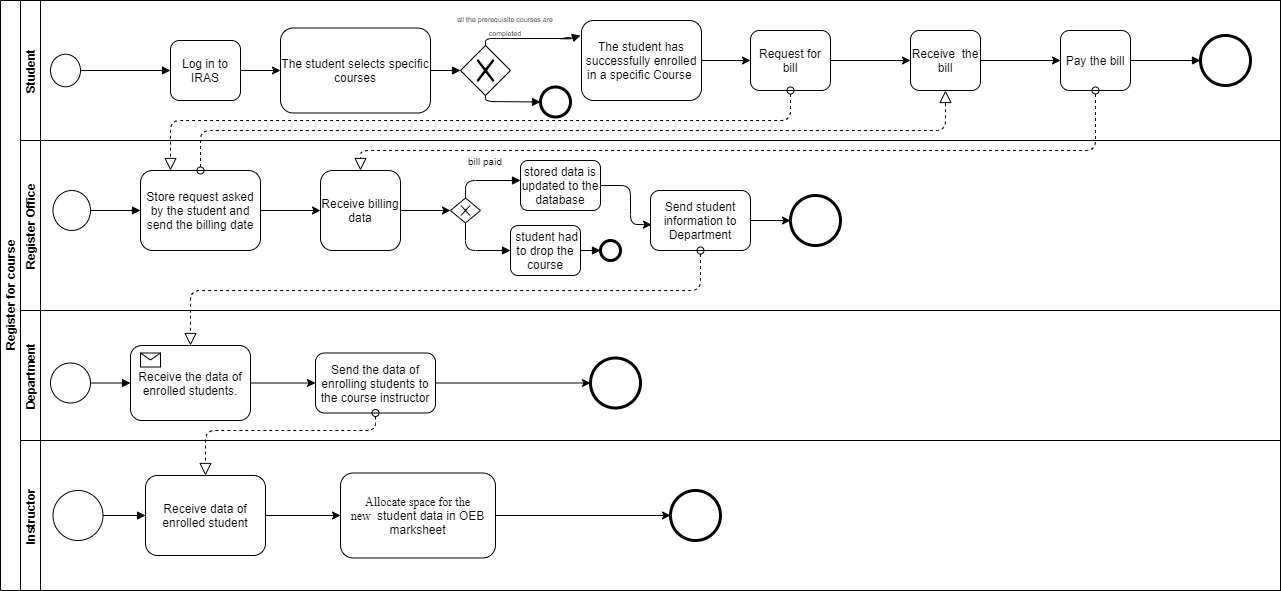 Register for course
Student
Log in to
IRAS
The student selects specific
courses
all the prerequisite courses are
completed
The student has
successfully enrolled
in a specific Course
Request for
bill
Receive the
bill
Pay the bill
Register Office
Store request asked
by the student and
send the billing date
Receive billing
data
bill paid
stored data is
updated to the
database
student had
to drop the
course
Send student
information to
Department
Department
Receive the data of
enrolled students.
Send the data of
enrolling students to
the course instructor
Instructor
Receive data of
enrolled student
Allocate space for the
new student data in OEB
marksheet